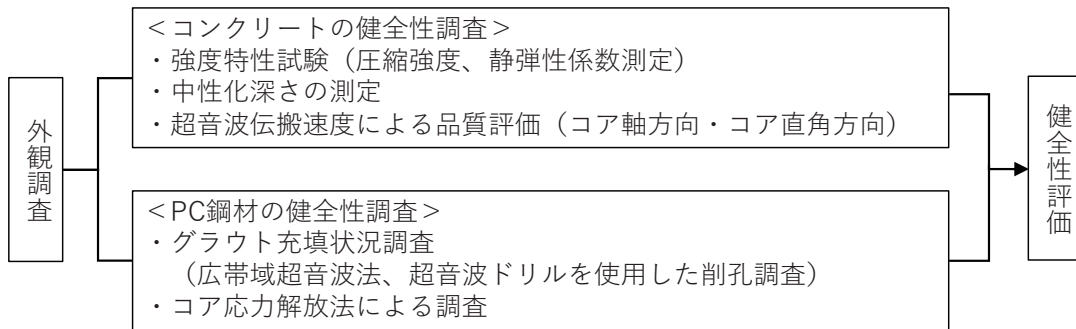 外観調査
＜コンクリートの健全性調査＞
・強度特性試験（圧縮強度、静弾性係数測定）
・中性化深さの測定
・超音波伝搬速度による品質評価（コア軸方向・コア直角方向）
＜PC鋼材の健全性調査＞
・グラウト充填状況調査
（広帯域超音波法、超音波ドリルを使用した削孔調査）
・コア応力解放法による調査
健全性評価